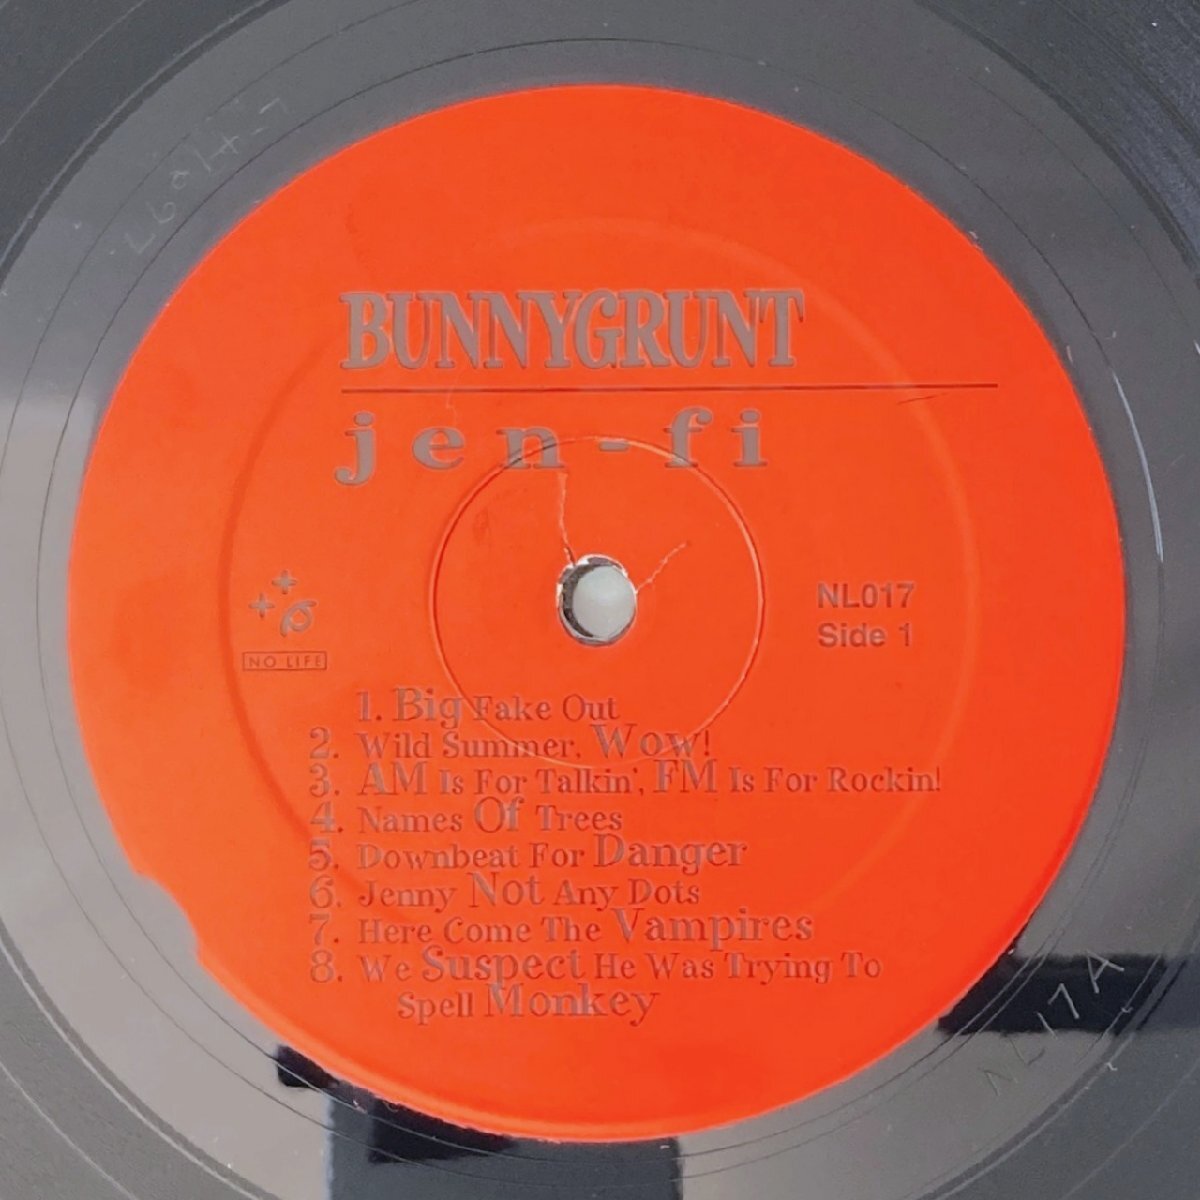 BUNNYGRUNT
jen-fi
NO LIFE
NL017
Side 1
1. Big Fake Out
2. Wild Summer, Wow!
3. AM Is For Talkin', FM Is For Rockin!
4. Names Of Trees
5. Downbeat For Danger
6. Jenny Not Any Dots
7. Here Come The Vampires
8. We Suspect He Was Trying To
Spell Monkey
NL17A